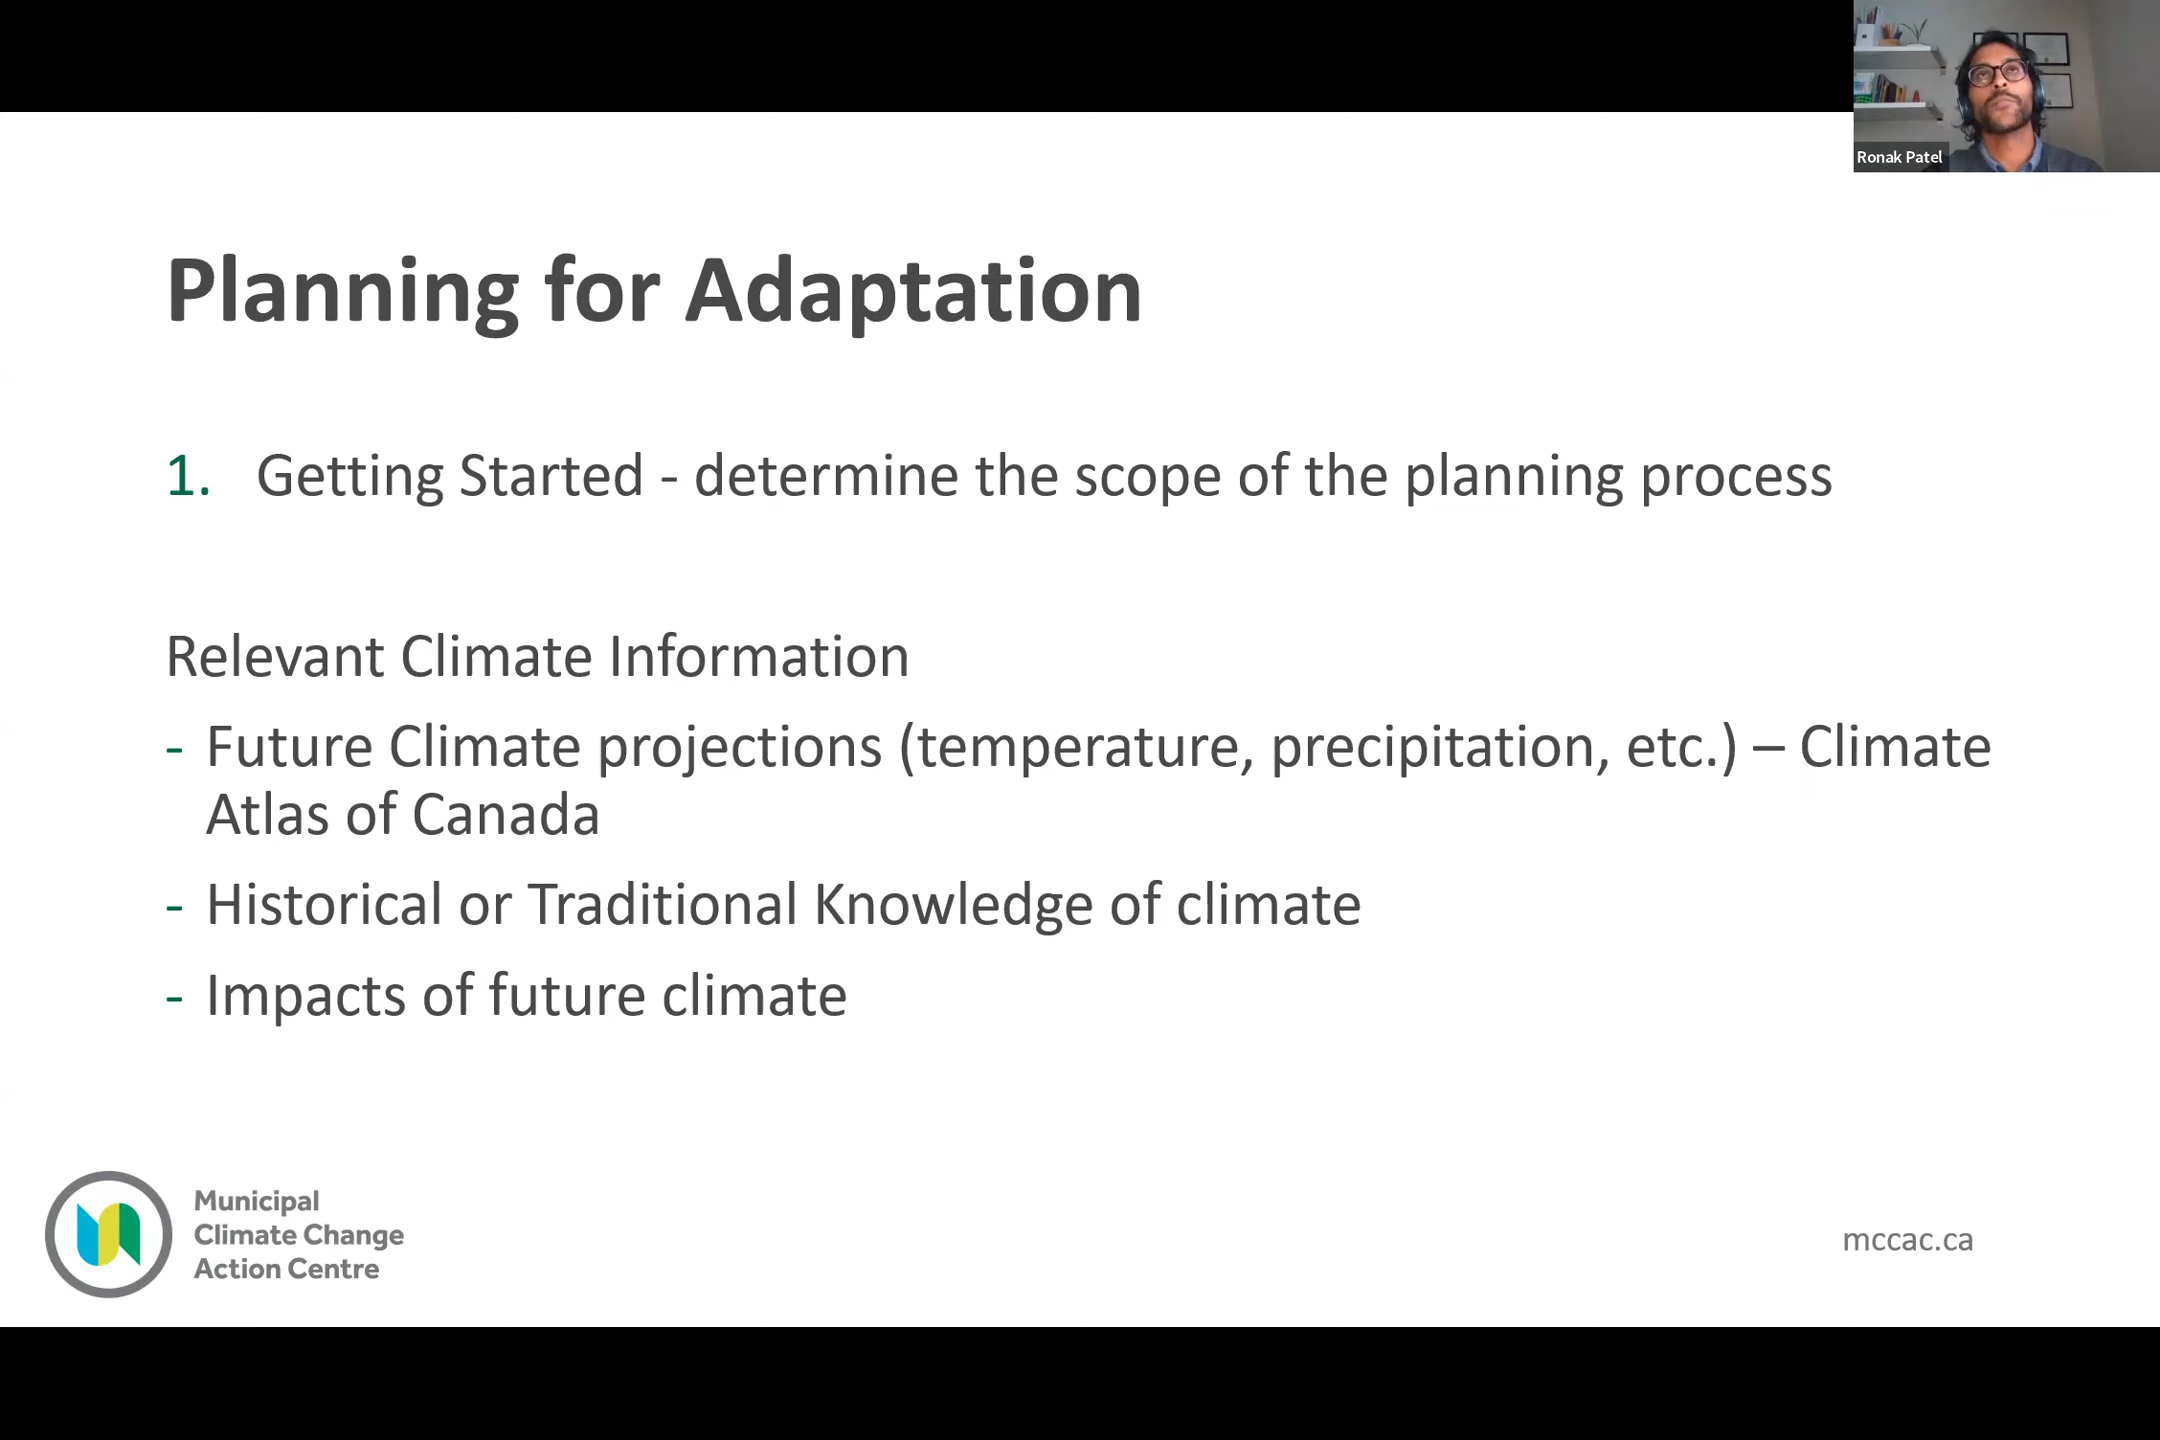 Ronak Patel
Planning for Adaptation
1. Getting Started - determine the scope of the planning process
Relevant Climate Information
- Future Climate projections (temperature, precipitation, etc.) – Climate
Atlas of Canada
- Historical or Traditional Knowledge of climate
- Impacts of future climate
Municipal
Climate Change
Action Centre
mccac.ca